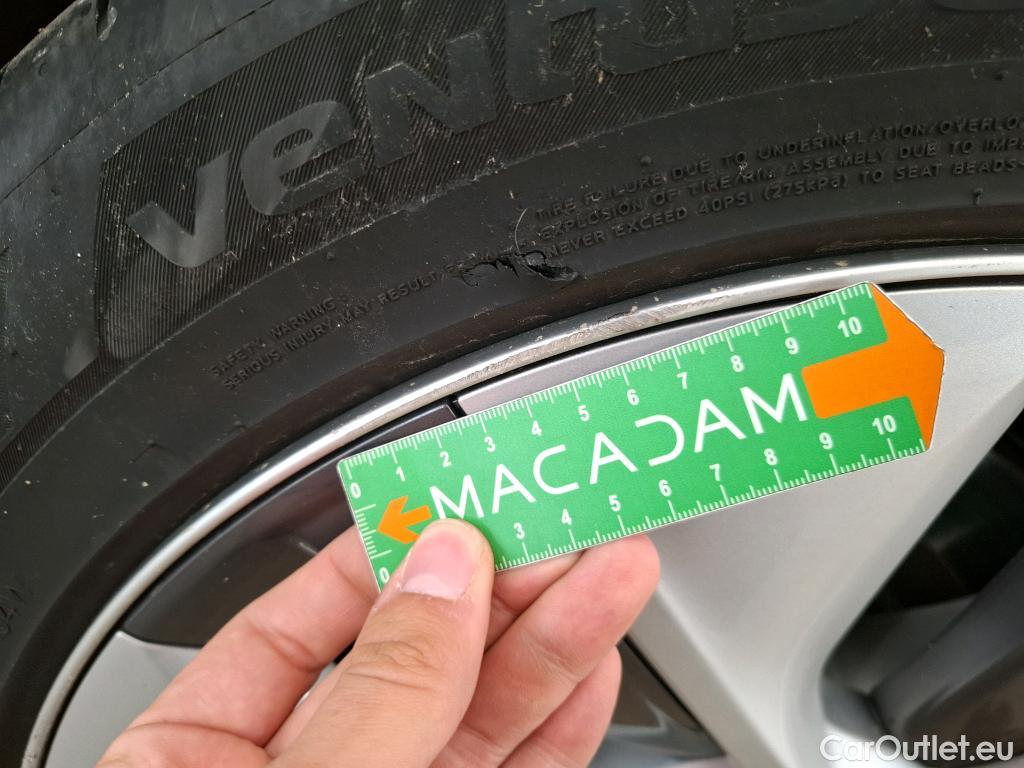 Ventus
TIRE FAILURE DUE TO UNDERINFLATION/OVERLO
EXPLOSION OF TIRE/RIM ASSEMBLY DUE TO IMP
NEVER EXCEED 40PSI (275kPa) TO SEAT BEADS-
SAFETY WARNING
SERIOUS INJURY MAY RESULT
0 1 2 3 4 5 6 7 8 9 10
MACADAM
0 3 4 5 6 7 8 9 10
CarOutlet.eu